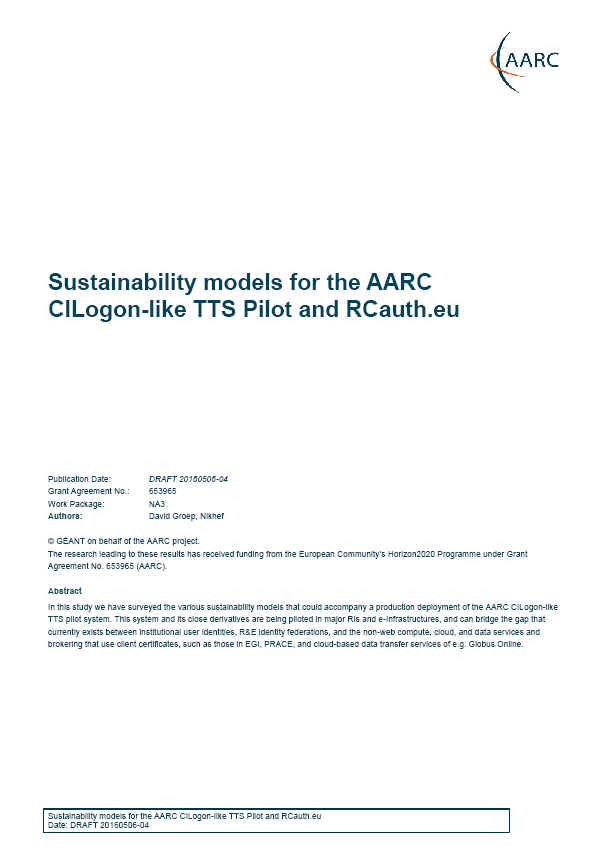 AARC
Sustainability models for the AARC
CILogon-like TTS Pilot and RCauth.eu
Publication Date: DRAFT 20160506-04
Grant Agreement No.: 653965
Work Package: NA3
Authors: David Groep, Nikhef
© GÉANT on behalf of the AARC project.
The research leading to these results has received funding from the European Community's Horizon2020 Programme under Grant
Agreement No. 653965 (AARC).
Abstract
In this study we have surveyed the various sustainability models that could accompany a production deployment of the AARC CILogon-like
TTS pilot system. This system and its close derivatives are being piloted in major RIs and e-Infrastructures, and can bridge the gap that
currently exists between institutional user identities, R&E identity federations, and the non-web compute, cloud, and data services and
brokering that use client certificates, such as those in EGI, PRACE, and cloud-based data transfer services of e.g. Globus Online.
Sustainability models for the AARC CILogon-like TTS Pilot and RCauth.eu
Date: DRAFT 20160506-04